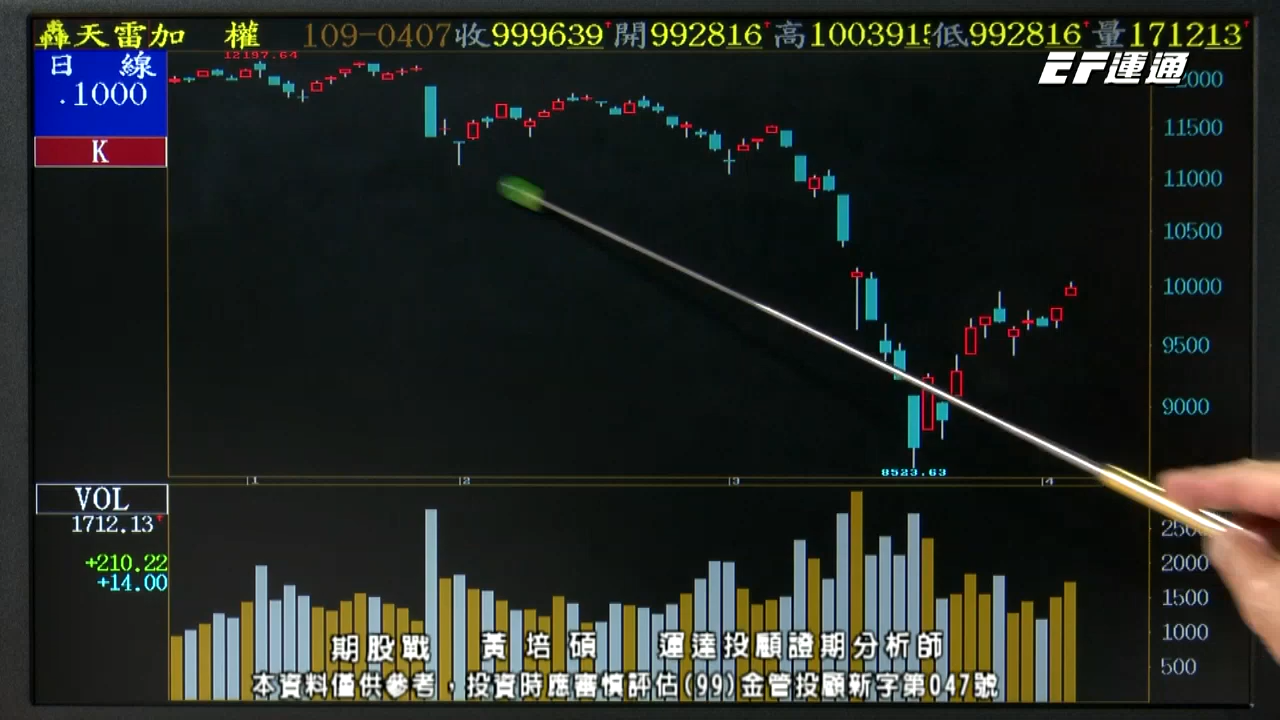 轟天雷加 權 109-0407收999639↑開992816↑高1003915低992816↑量171213↑
日 線
.1000
K
12197.64
EF運通
12000
11500
11000
10500
10000
9500
9000
8523.63
1 2 3 4
VOL
1712.13↑
+210.22
+14.00
2500
2000
1500
1000
500
期股戰 黃培碩 運達投顧證期分析師
本資料僅供參考，投資時應審慎評估(99)金管投顧新字第047號